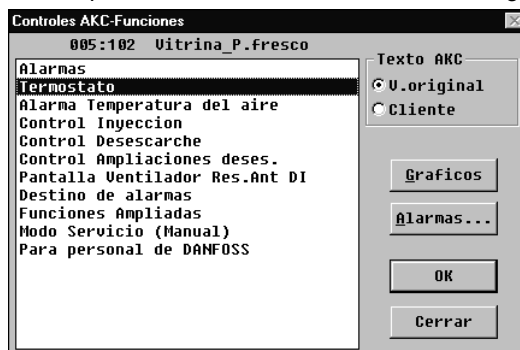 Controles AKC-Funciones
005:102 Vitrina_P.fresco
Alarmas
Termostato
Alarma Temperatura del aire
Control Inyeccion
Control Desescarche
Control Ampliaciones deses.
Pantalla Ventilador Res.Ant DI
Destino de alarmas
Funciones Ampliadas
Modo Servicio (Manual)
Para personal de DANFOSS
Texto AKC
V.original
Cliente
Graficos
Alarmas...
OK
Cerrar